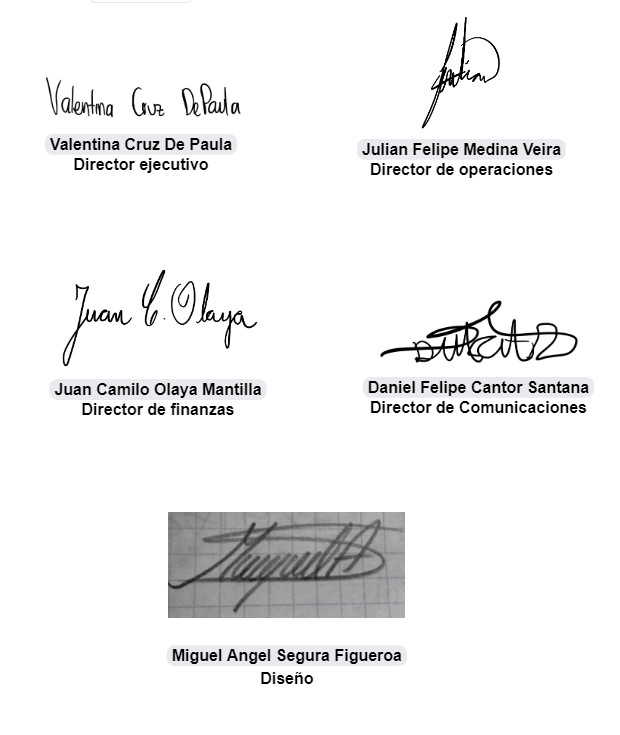 Valentina Cruz DePaula
Valentina Cruz De Paula
Director ejecutivo
Julian
Julian Felipe Medina Veira
Director de operaciones
Juan C. Olaya
Juan Camilo Olaya Mantilla
Director de finanzas
Daniel Felipe Cantor Santana
Director de Comunicaciones
Miguel Angel Segura Figueroa
Diseño